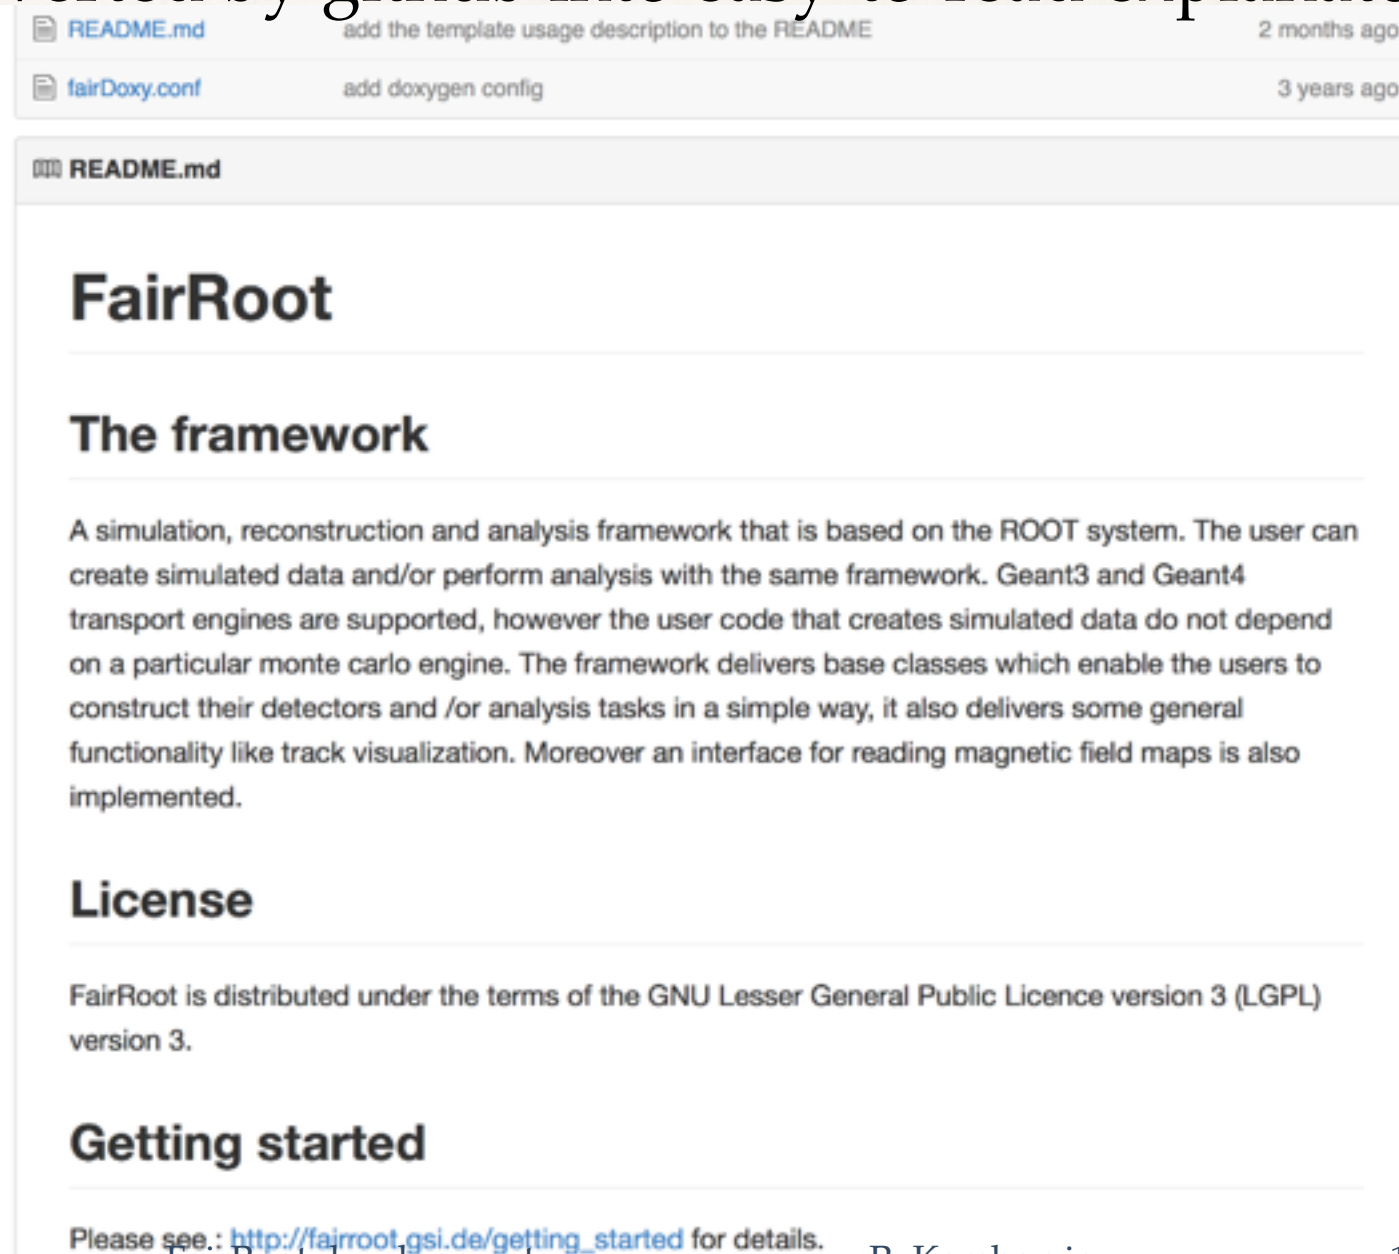 by github into easy to read
README.md add the template usage description to the README 2 months ago
fairDoxy.conf add doxygen config 3 years ago
README.md
FairRoot
The framework
A simulation, reconstruction and analysis framework that is based on the ROOT system. The user can
create simulated data and/or perform analysis with the same framework. Geant3 and Geant4
transport engines are supported, however the user code that creates simulated data do not depend
on a particular monte carlo engine. The framework delivers base classes which enable the users to
construct their detectors and /or analysis tasks in a simple way, it also delivers some general
functionality like track visualization. Moreover an interface for reading magnetic field maps is also
implemented.
License
FairRoot is distributed under the terms of the GNU Lesser General Public Licence version 3 (LGPL)
version 3.
Getting started
Please see.: http://fairroot.gsi.de/getting_started for details.